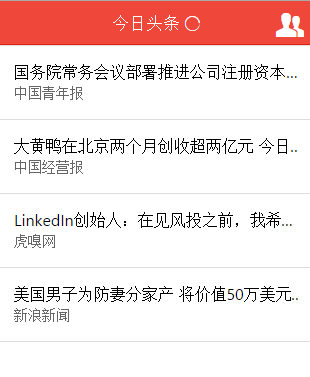 今日头条
国务院常务会议部署推进公司注册资本...
中国青年报
大黄鸭在北京两个月创收超两亿元 今日..
中国经营报
LinkedIn创始人：在见风投之前，我希...
虎嗅网
美国男子为防妻分家产 将价值50万美元..
新浪新闻